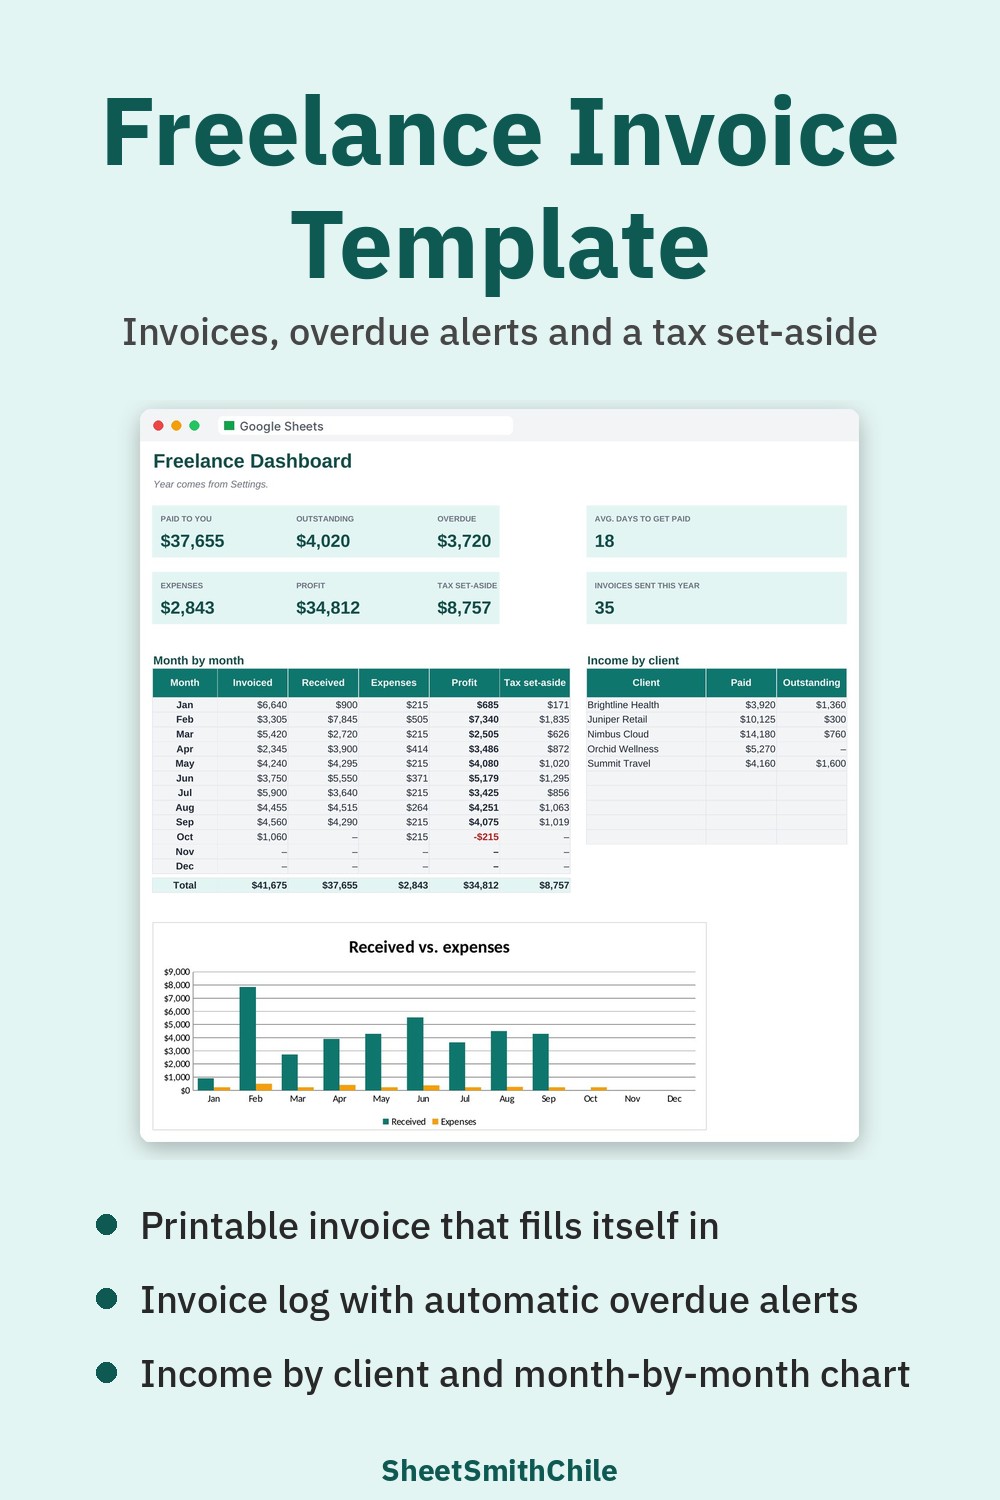 Freelance Invoice
Template
Invoices, overdue alerts and a tax set-aside
Google Sheets
Freelance Dashboard
Year comes from Settings.
PAID TO YOU OUTSTANDING OVERDUE AVG. DAYS TO GET PAID
$37,655 $4,020 $3,720 18
EXPENSES PROFIT TAX SET-ASIDE INVOICES SENT THIS YEAR
$2,843 $34,812 $8,757 35
Month by month
Month Invoiced Received Expenses Profit Tax set-aside
Jan $6,640 $900 $215 $685 $171
Feb $3,305 $7,845 $505 $7,340 $1,835
Mar $5,420 $2,720 $215 $2,505 $626
Apr $2,345 $3,900 $414 $3,486 $872
May $4,240 $4,295 $215 $4,080 $1,020
Jun $3,750 $5,550 $371 $5,179 $1,295
Jul $5,900 $3,640 $215 $3,425 $856
Aug $4,455 $4,515 $264 $4,251 $1,063
Sep $4,560 $4,290 $215 $4,075 $1,019
Oct $1,060 – $215 -$215 –
Nov – – – – –
Dec – – – – –
Total $41,675 $37,655 $2,843 $34,812 $8,757
Income by client
Client Paid Outstanding
Brightline Health $3,920 $1,360
Juniper Retail $10,125 $300
Nimbus Cloud $14,180 $760
Orchid Wellness $5,270 –
Summit Travel $4,160 $1,600
Received vs. expenses
$9,000
$8,000
$7,000
$6,000
$5,000
$4,000
$3,000
$2,000
$1,000
$0
Jan Feb Mar Apr May Jun Jul Aug Sep Oct Nov Dec
Received Expenses
Printable invoice that fills itself in
Invoice log with automatic overdue alerts
Income by client and month-by-month chart
SheetSmithChile